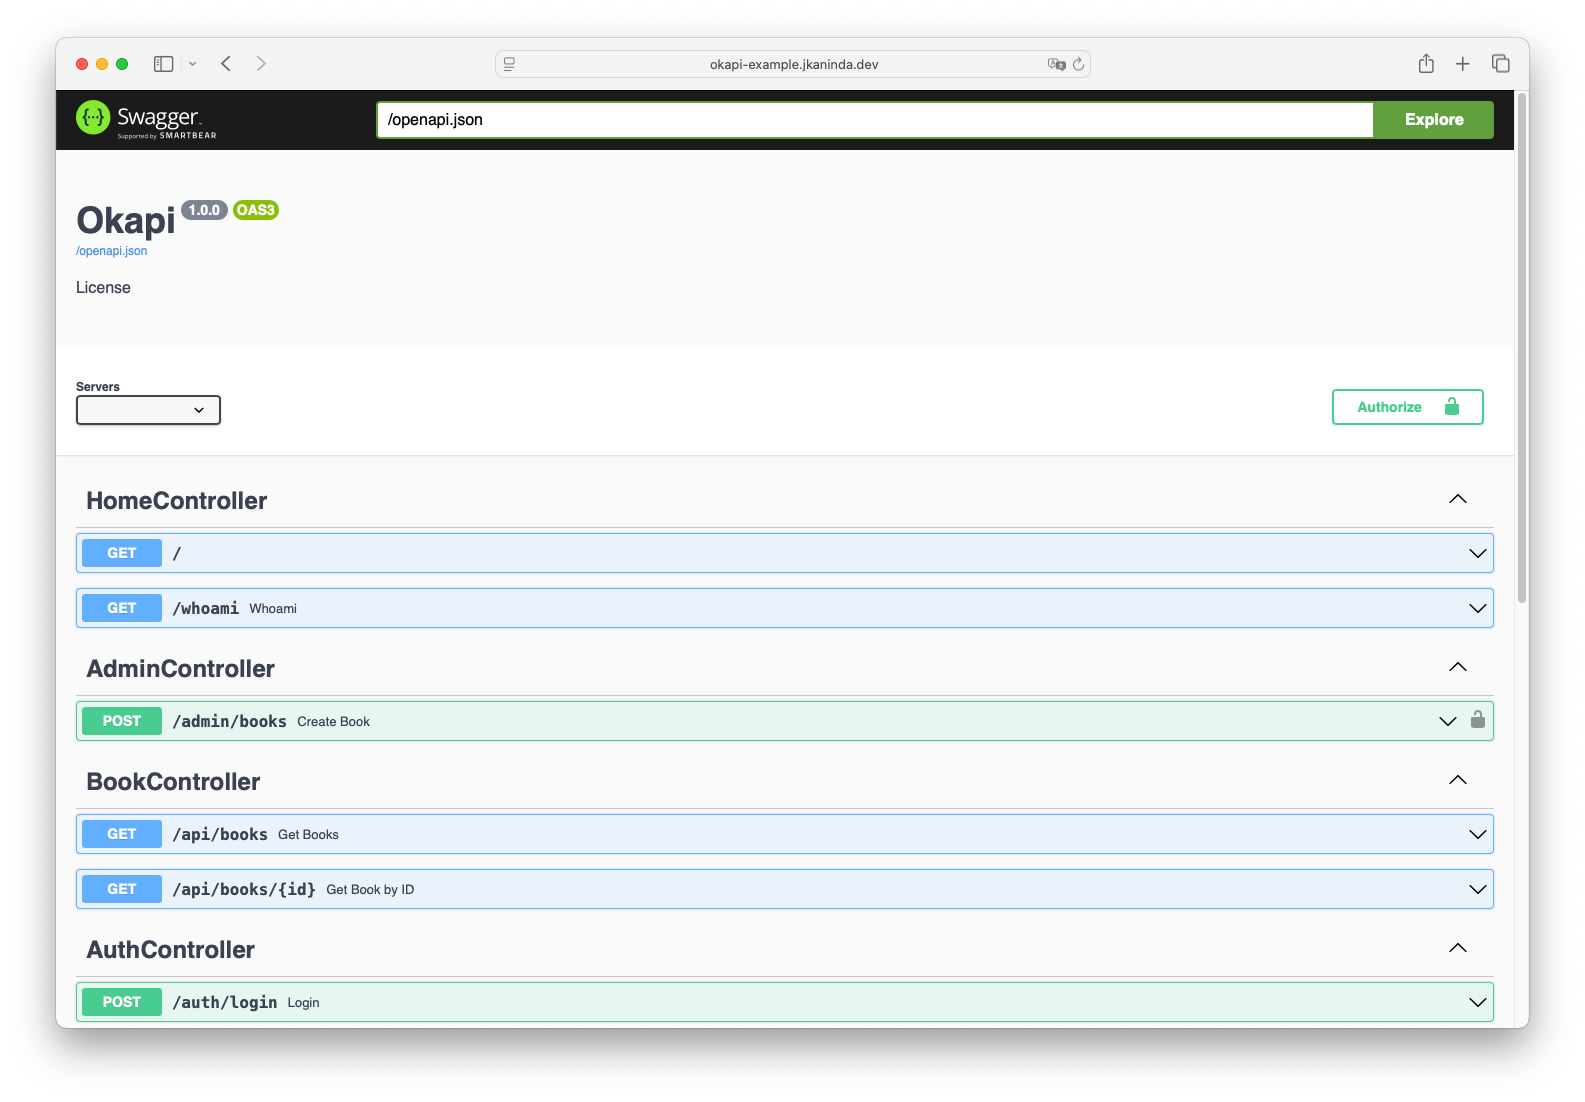 okapi-example.jkaninda.dev
Swagger
Supported by SMARTBEAR
/openapi.json
Explore
Okapi 1.0.0 OAS3
/openapi.json
License
Servers
Authorize
HomeController
GET /
GET /whoami Whoami
AdminController
POST /admin/books Create Book
BookController
GET /api/books Get Books
GET /api/books/{id} Get Book by ID
AuthController
POST /auth/login Login